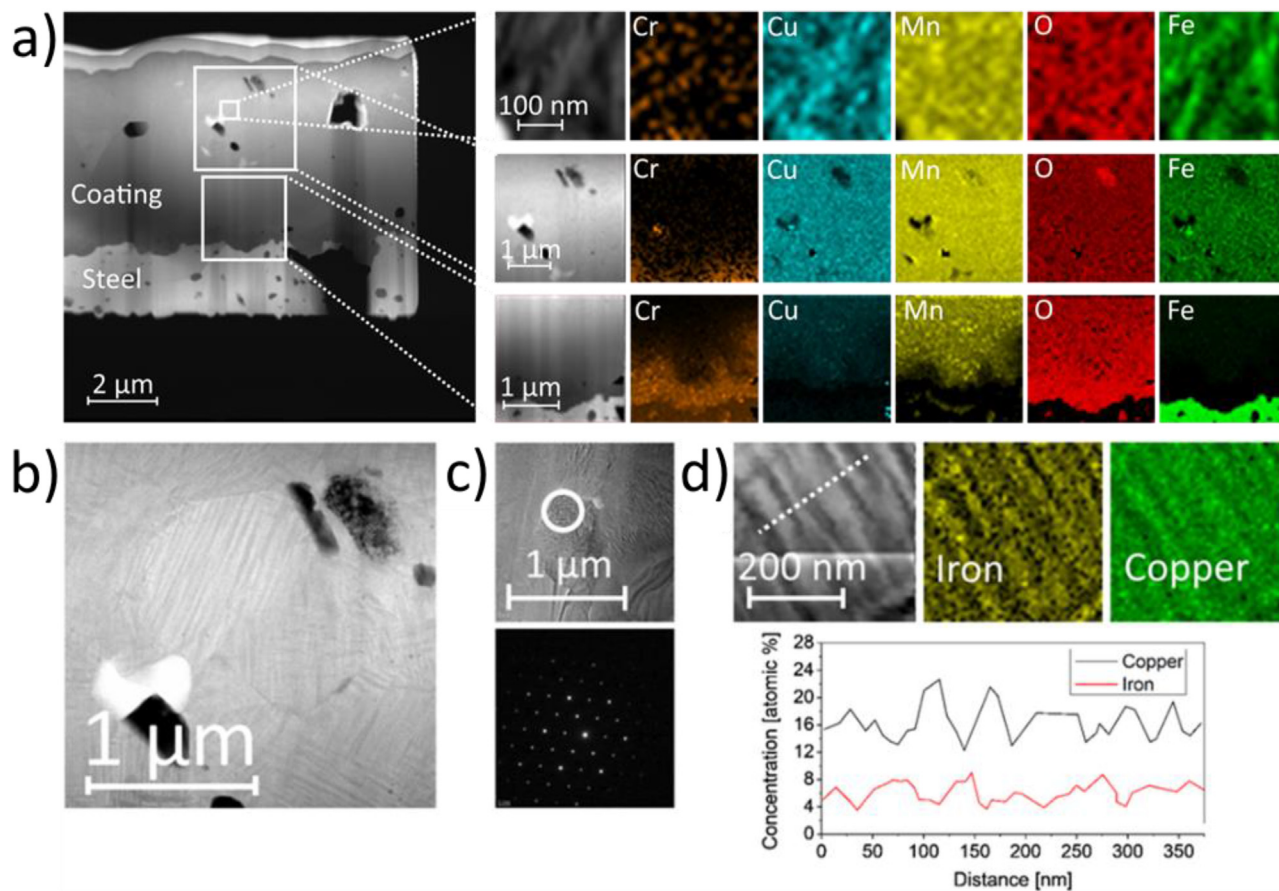 a)
Coating
Steel
2 μm
100 nm
Cr
Cu
Mn
O
Fe
1 μm
Cr
Cu
Mn
O
Fe
1 μm
Cr
Cu
Mn
O
Fe
b)
1 μm
c)
1 μm
d)
200 nm
Iron
Copper
Concentration [atomic %]
28
24
20
16
12
8
4
0
Copper
Iron
0 50 100 150 200 250 300 350
Distance [nm]